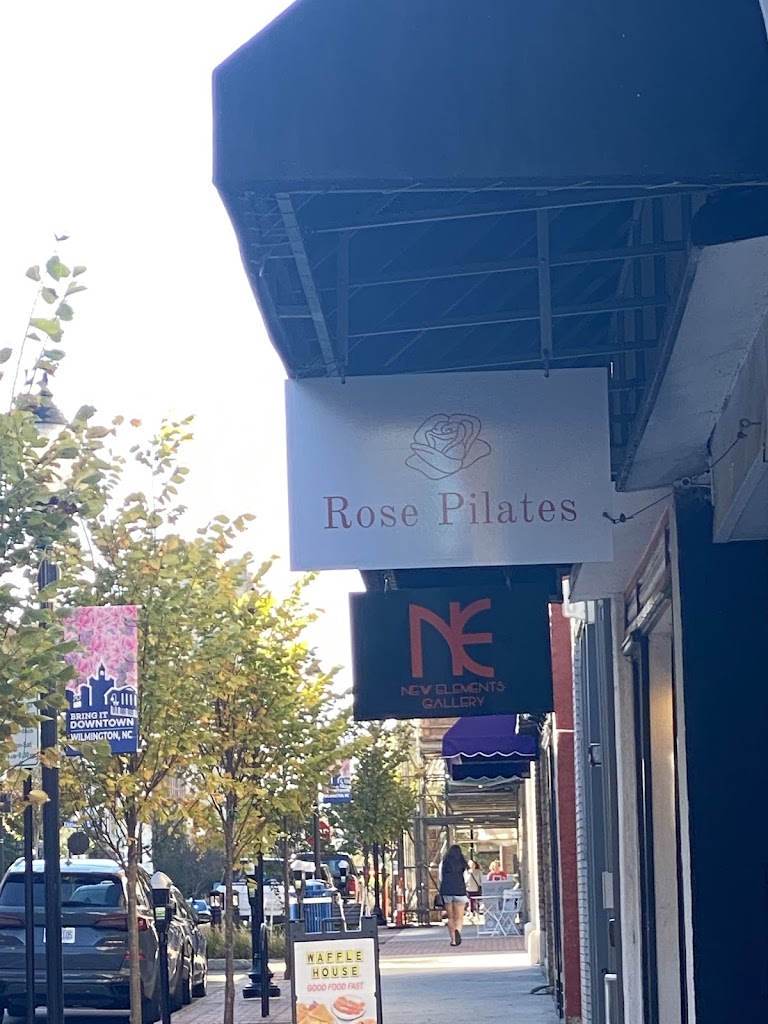 Rose Pilates
NE
NEW ELEMENTS
GALLERY
BRING IT
DOWNTOWN
WILMINGTON, NC
WAFFLE
HOUSE
GOOD FOOD FAST